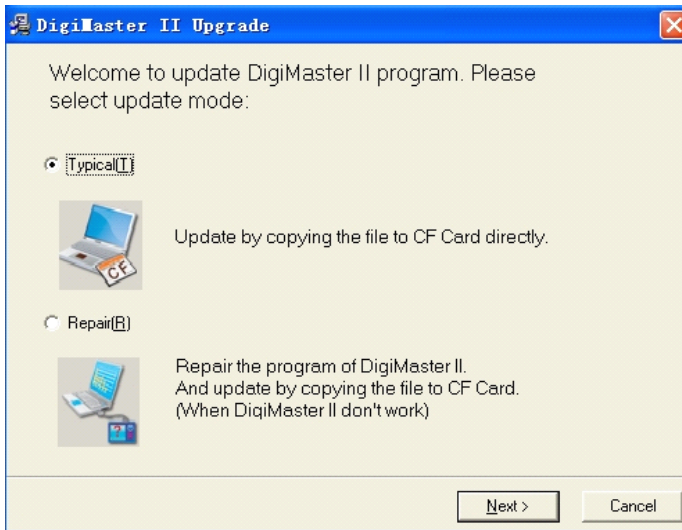 DigiMaster II Upgrade
Welcome to update DigiMaster II program. Please
select update mode:
Typical(T)
CF
Update by copying the file to CF Card directly.
Repair(R)
Repair the program of DigiMaster II.
And update by copying the file to CF Card.
(When DigiMaster II don't work)
?
Next >
Cancel